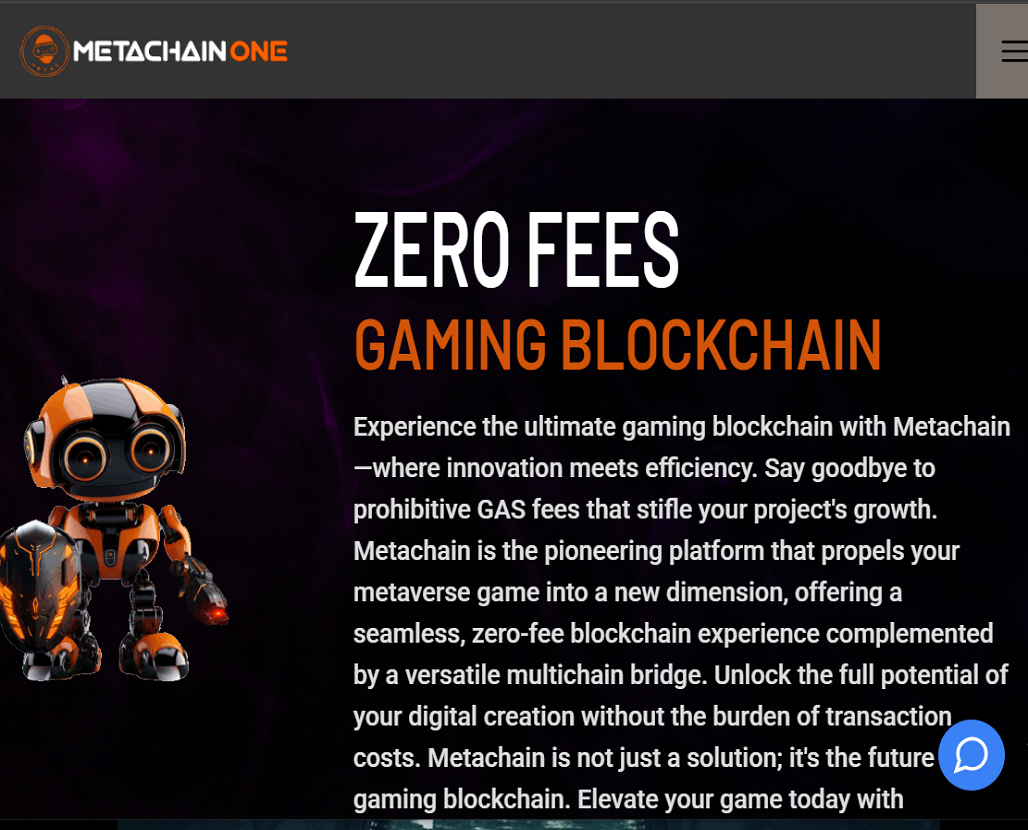 METACHAIN ONE
ZERO FEES
GAMING BLOCKCHAIN
Experience the ultimate gaming blockchain with Metachain
—where innovation meets efficiency. Say goodbye to
prohibitive GAS fees that stifle your project's growth.
Metachain is the pioneering platform that propels your
metaverse game into a new dimension, offering a
seamless, zero-fee blockchain experience complemented
by a versatile multichain bridge. Unlock the full potential of
your digital creation without the burden of transaction
costs. Metachain is not just a solution; it's the future
gaming blockchain. Elevate your game today with